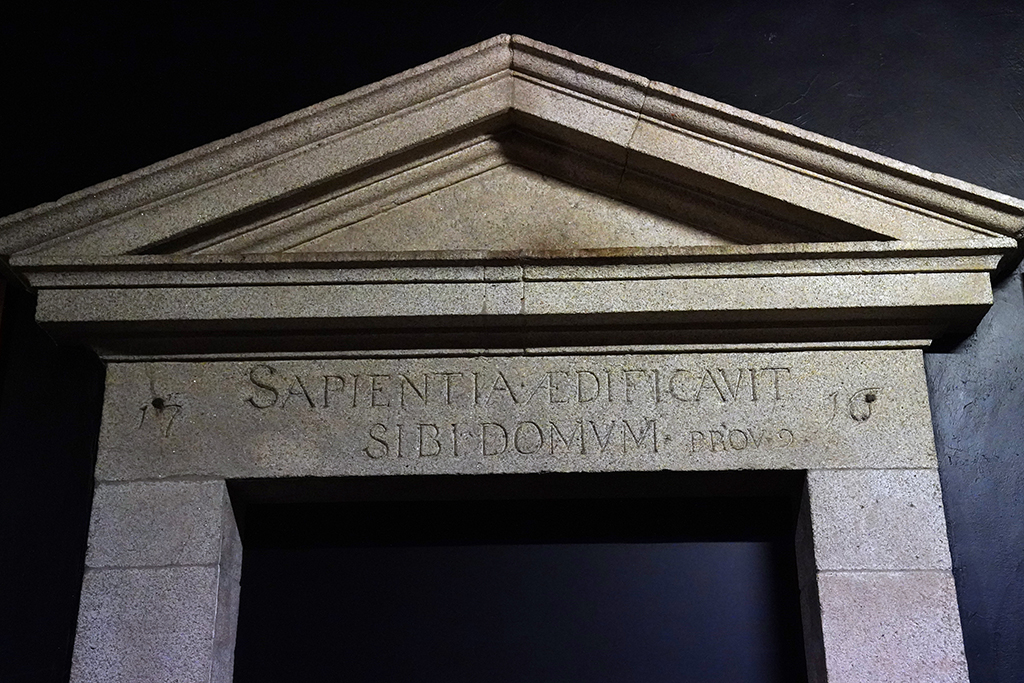 17 SAPIENTIA·ÆDIFICAVIT 16
SIBI·DOMVM· PROV·9·